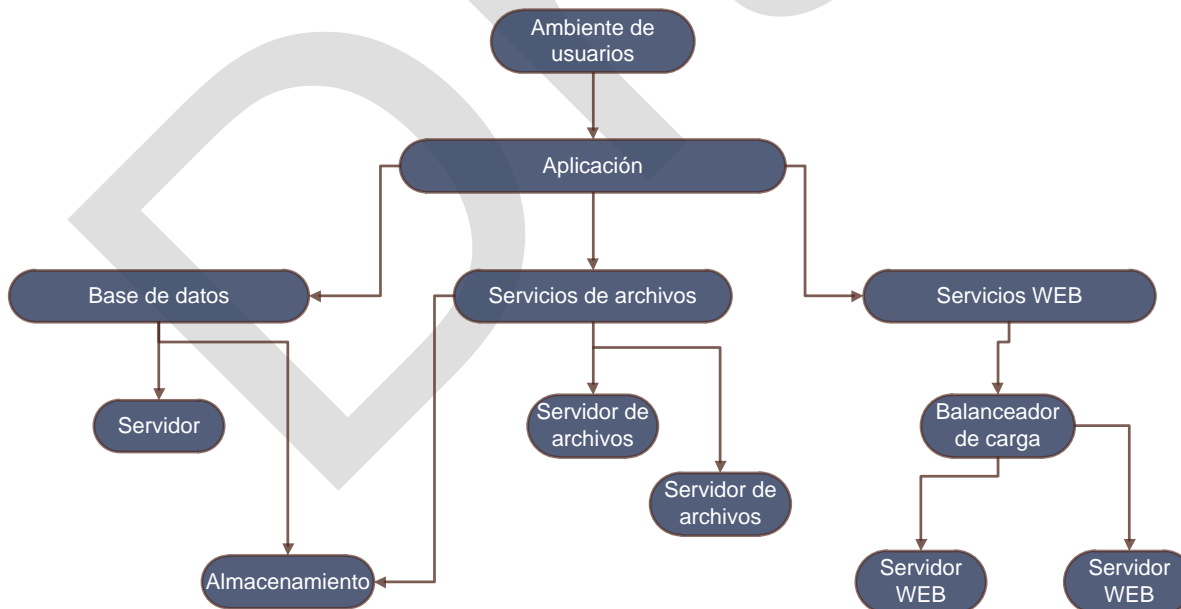 Ambiente de
usuarios
Aplicación
Base de datos
Servicios de archivos
Servicios WEB
Servidor
Servidor de
archivos
Balanceador
de carga
Servidor de
archivos
Almacenamiento
Servidor
WEB
Servidor
WEB